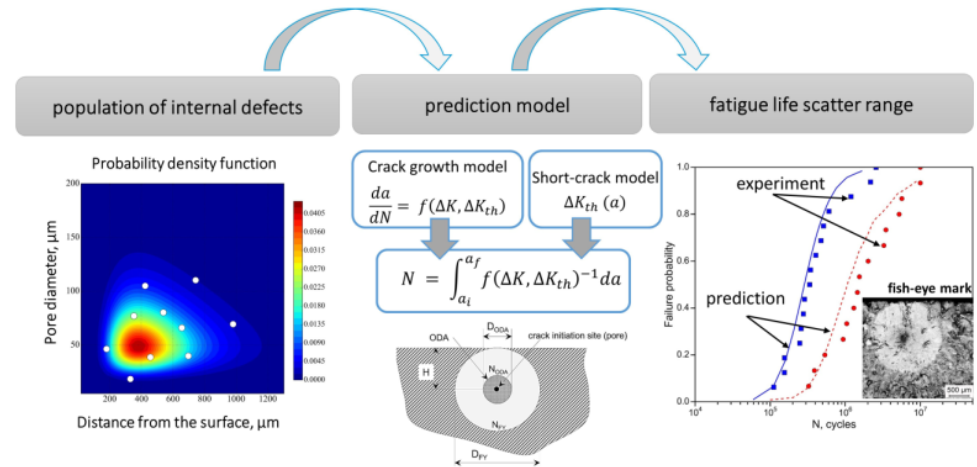 population of internal defects
prediction model
fatigue life scatter range
Probability density function
200
150
100
50
200
400
600
800
1000
1200
Pore diameter, µm
Distance from the surface, µm
0.0405
0.0360
0.0315
0.0270
0.0225
0.0180
0.0135
0.0090
0.0045
0.0000
Crack growth model
da/dN = f(ΔK, ΔK_th)
Short-crack model
ΔK_th (a)
N = ∫_{a_i}^{a_f} f(ΔK, ΔK_th)^{-1} da
D_ODA
ODA
crack initiation site (pore)
H
N_ODA
N_FY
D_FY
1.0
0.8
0.6
0.4
0.2
0.0
Failure probability
experiment
prediction
fish-eye mark
500 µm
10^4
10^5
10^6
10^7
N, cycles